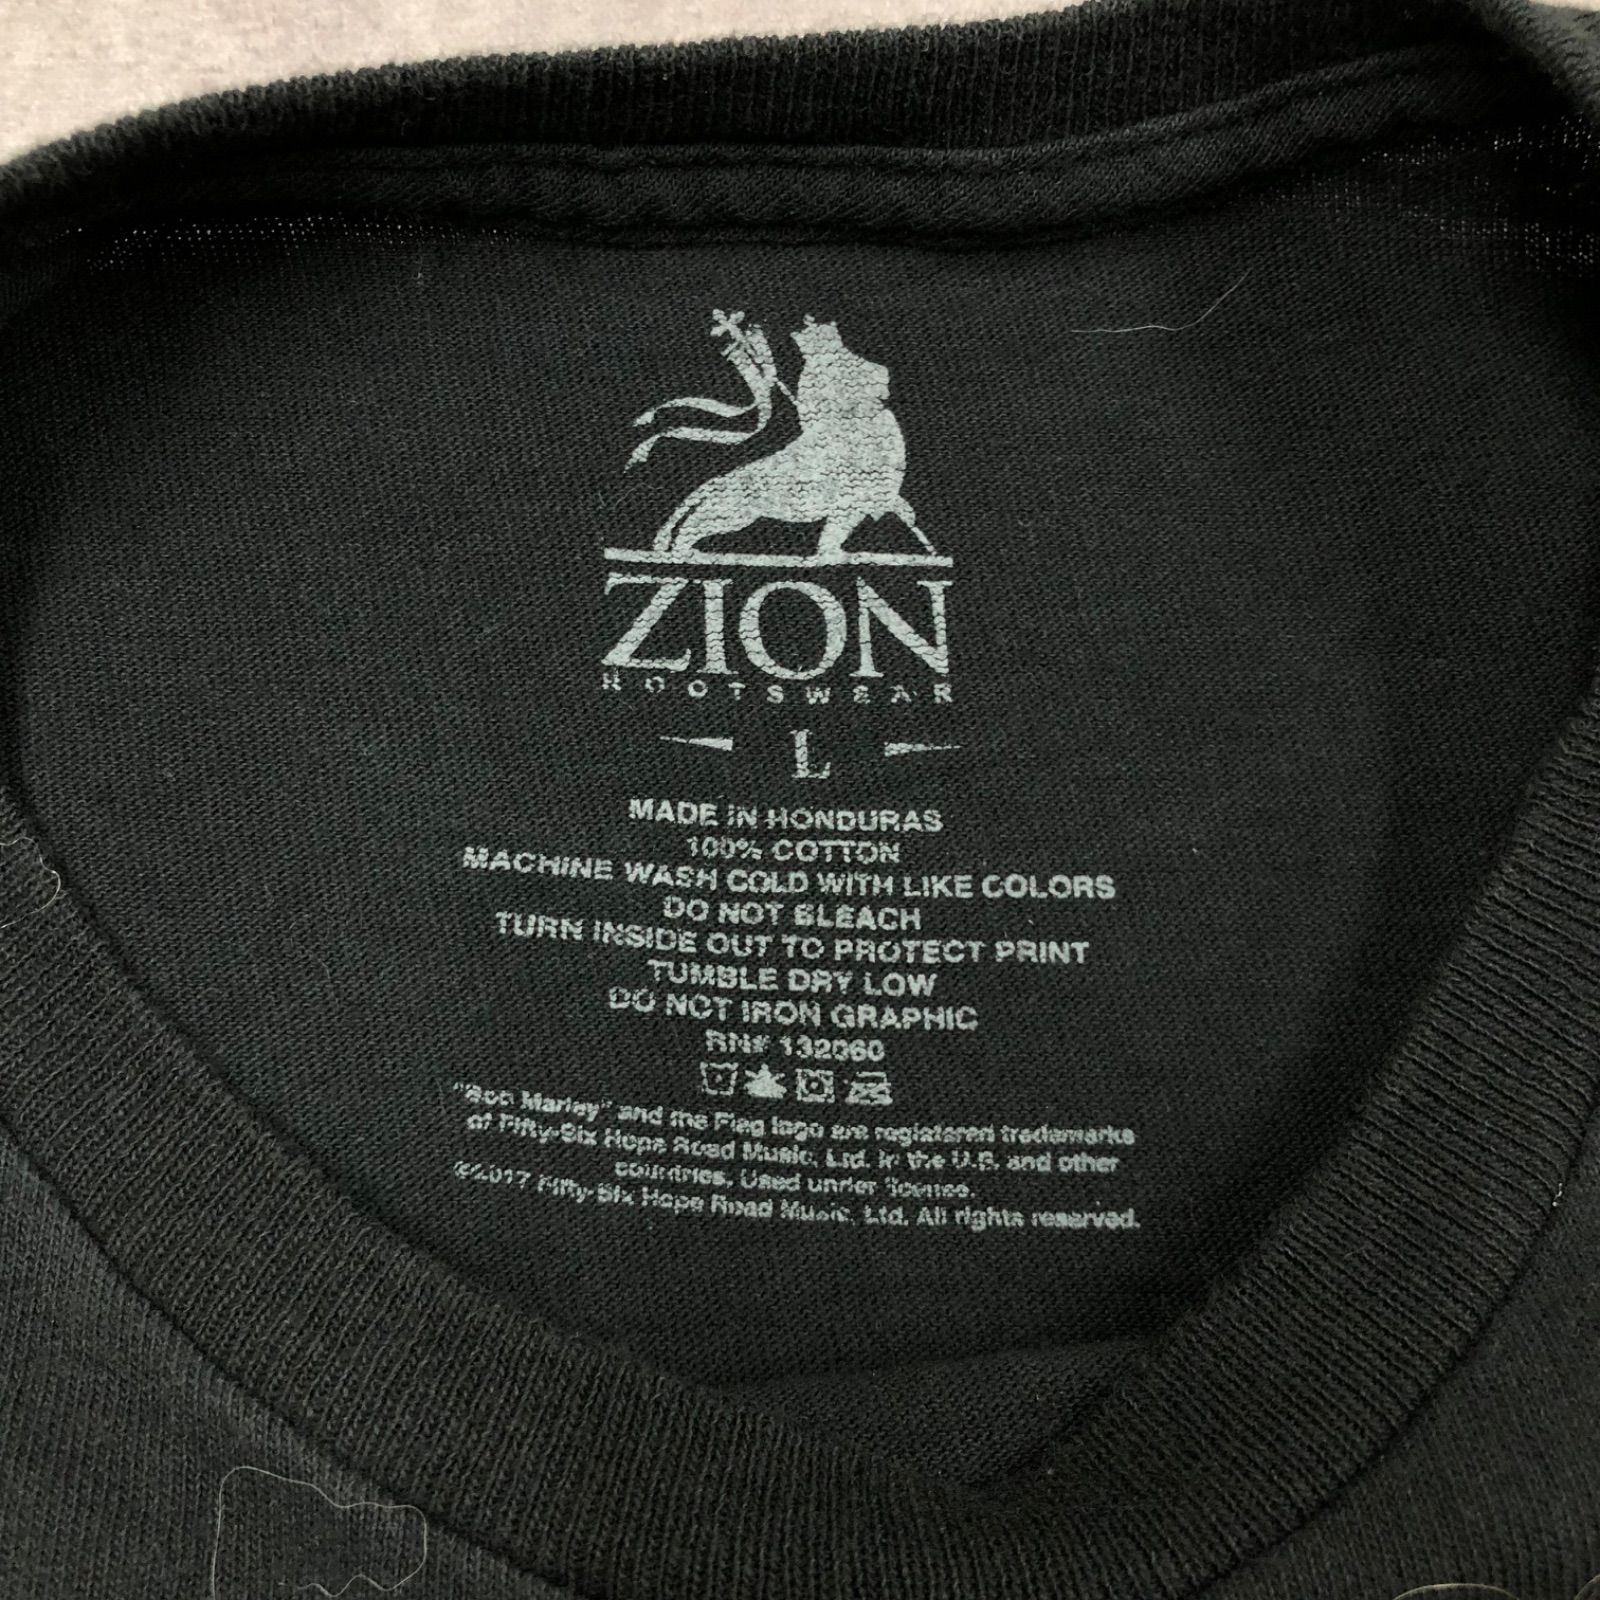 ZION
ROOTSWEAR
L
MADE IN HONDURAS
100% COTTON
MACHINE WASH COLD WITH LIKE COLORS
DO NOT BLEACH
TURN INSIDE OUT TO PROTECT PRINT
TUMBLE DRY LOW
DO NOT IRON GRAPHIC
RN# 132060
"Bob Marley" and the Flag logo are registered trademarks
of Fifty-Six Hope Road Music, Ltd. in the U.S. and other
countries. Used under license.
©2017 Fifty-Six Hope Road Music, Ltd. All rights reserved.